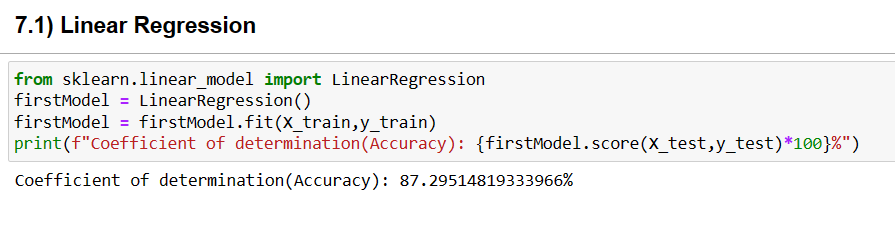 7.1) Linear Regression
from sklearn.linear_model import LinearRegression
firstModel = LinearRegression()
firstModel = firstModel.fit(X_train,y_train)
print(f"Coefficient of determination(Accuracy): {firstModel.score(X_test,y_test)*100}%")
Coefficient of determination(Accuracy): 87.29514819333966%